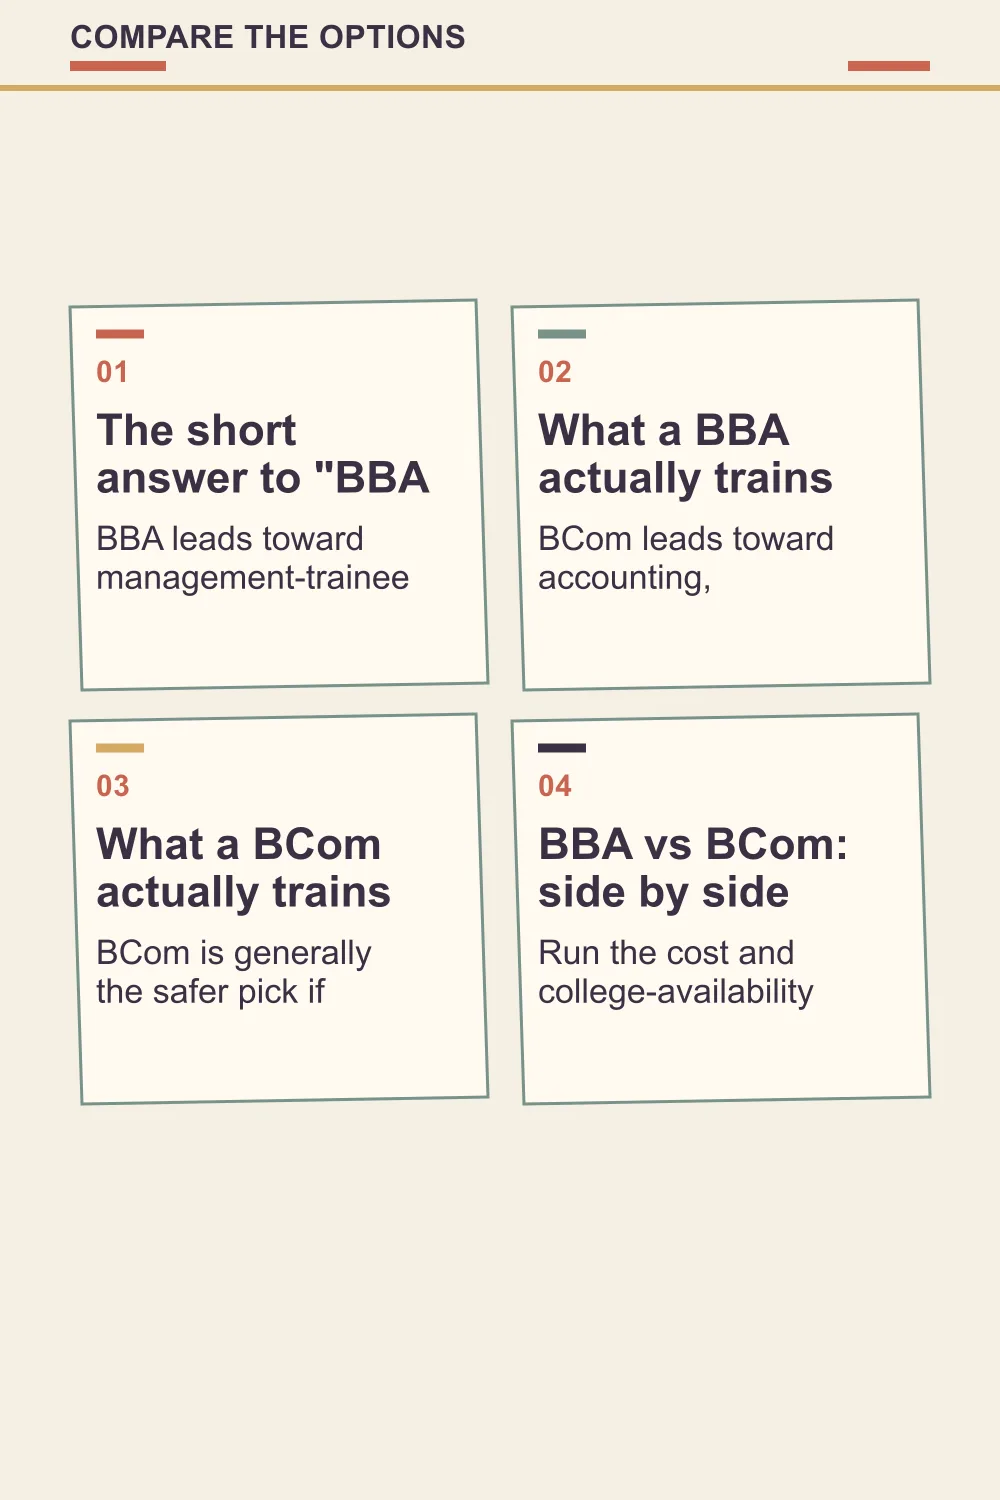 COMPARE THE OPTIONS
01
The short
answer to "BBA
BBA leads toward
management-trainee
02
What a BBA
actually trains
BCom leads toward
accounting,
03
What a BCom
actually trains
BCom is generally
the safer pick if
04
BBA vs BCom:
side by side
Run the cost and
college-availability